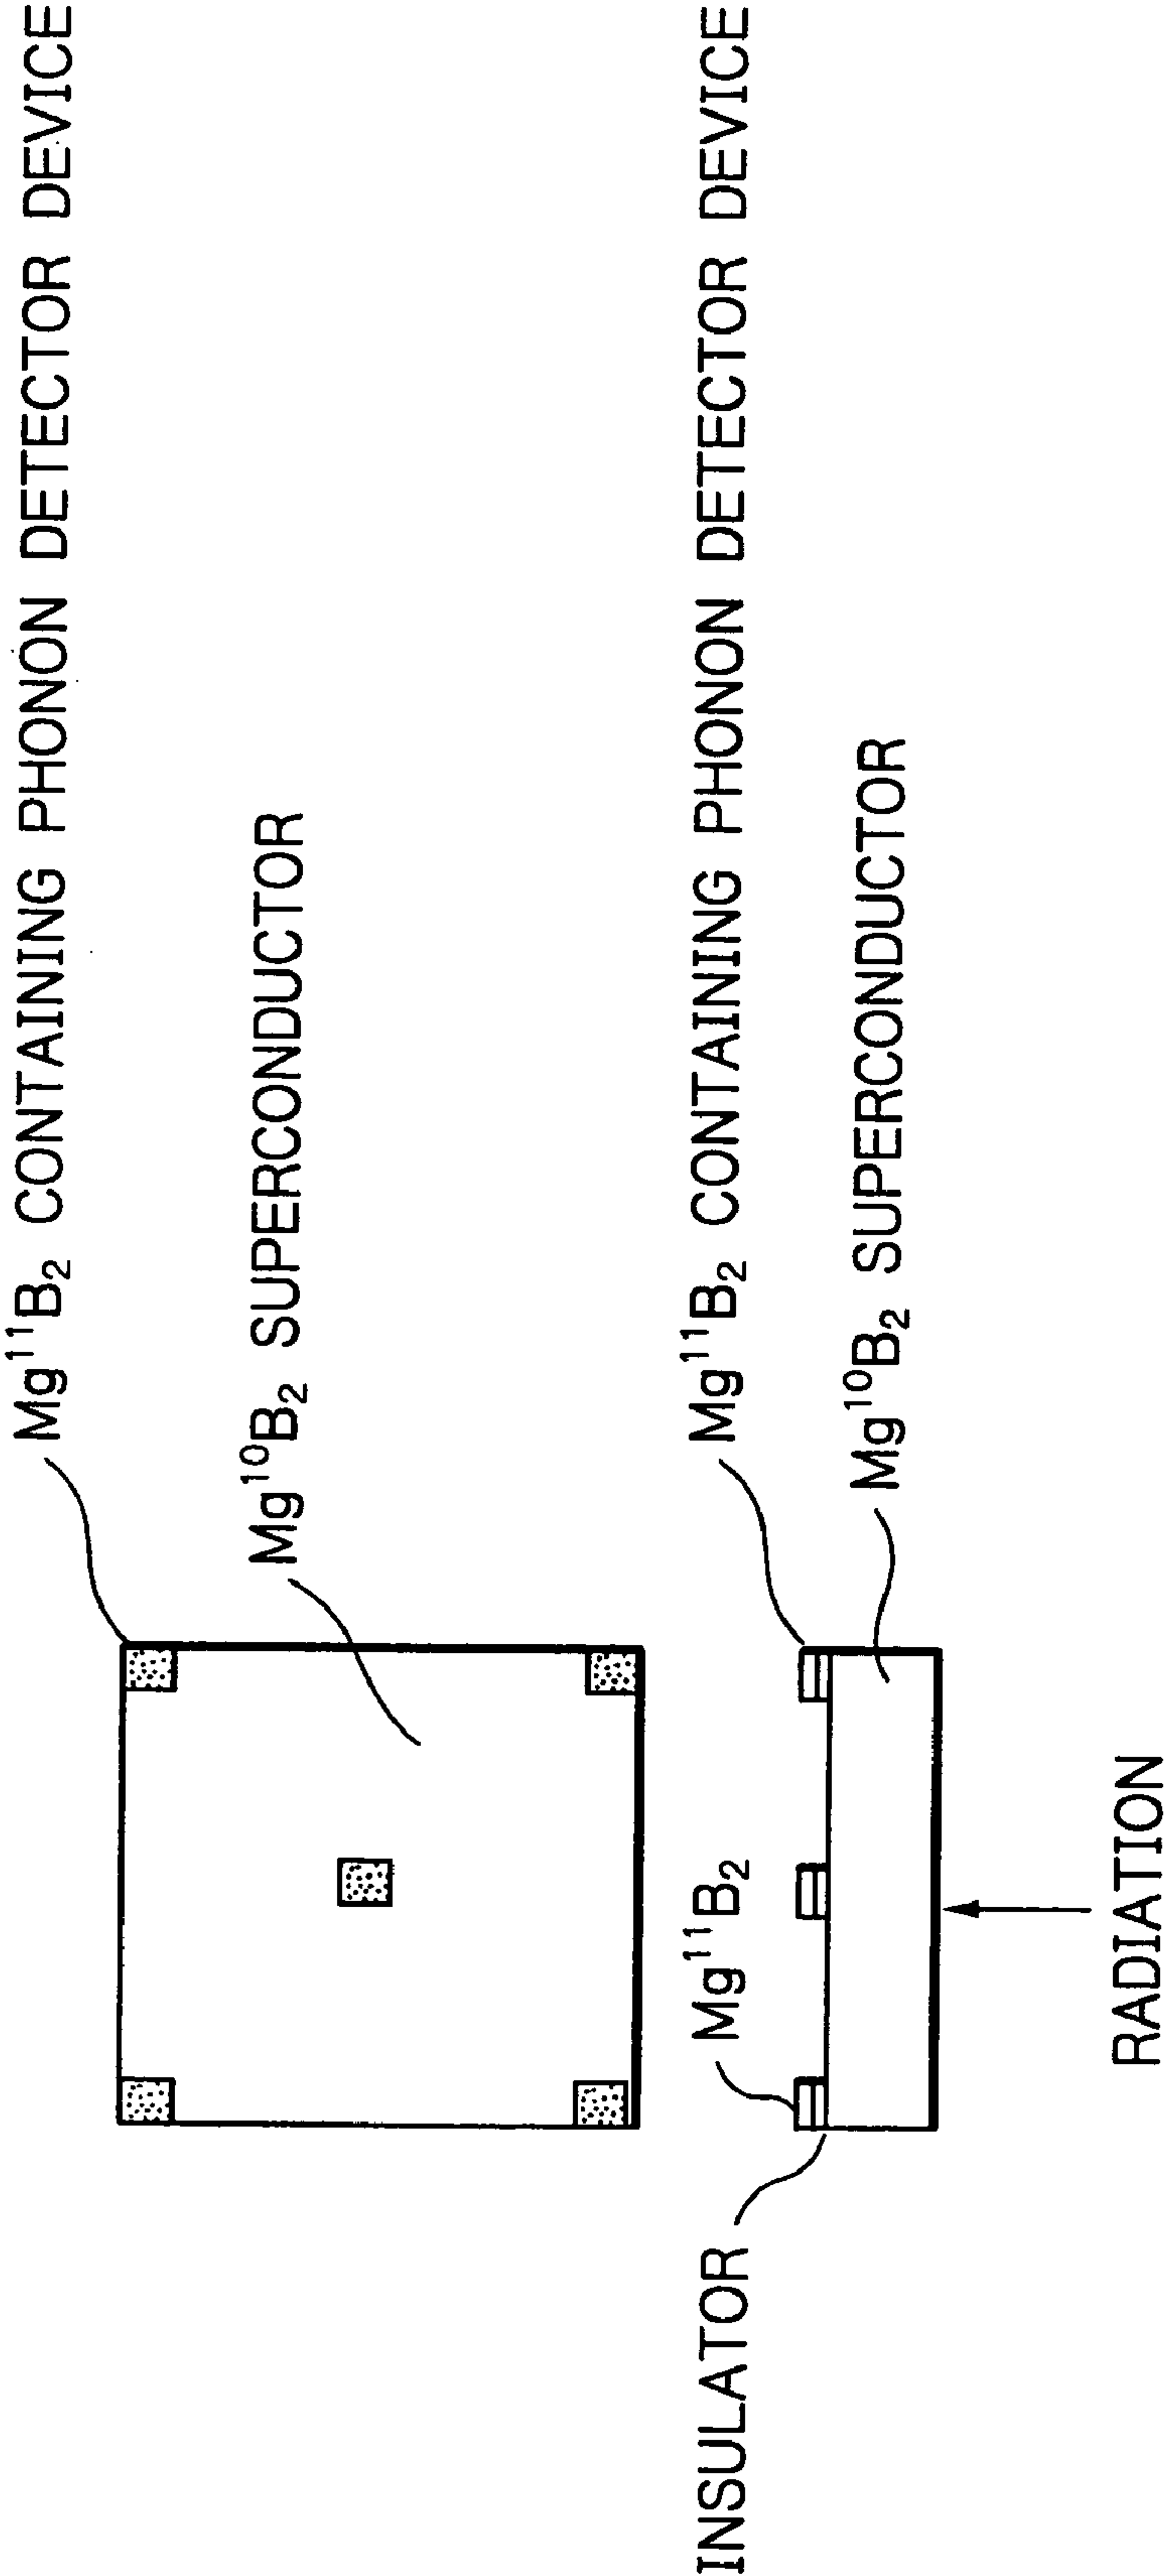 Mg¹¹B₂ CONTAINING PHONON DETECTOR DEVICE
Mg¹⁰B₂ SUPERCONDUCTOR
INSULATOR
Mg¹¹B₂
Mg¹¹B₂ CONTAINING PHONON DETECTOR DEVICE
Mg¹⁰B₂ SUPERCONDUCTOR
RADIATION